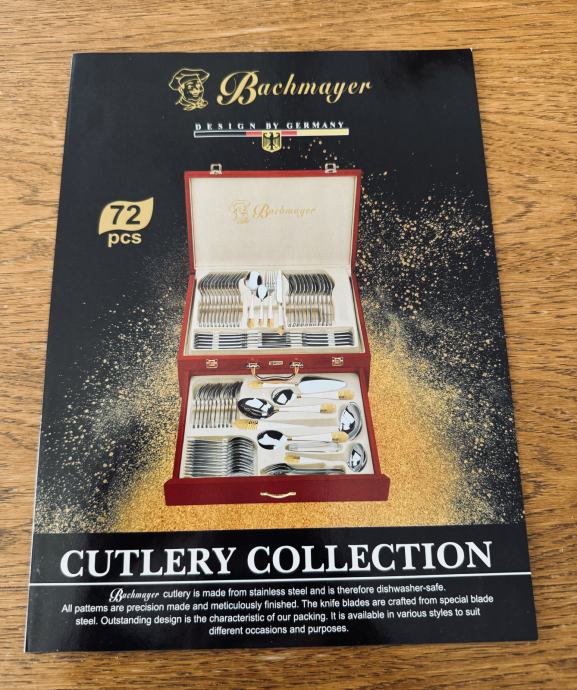 Bachmayer
DESIGN BY GERMANY
72
pcs
Bachmayer
CUTLERY COLLECTION
Bachmayer cutlery is made from stainless steel and is therefore dishwasher-safe.
All patterns are precision made and meticulously finished. The knife blades are crafted from special blade
steel. Outstanding design is the characteristic of our packing. It is available in various styles to suit
different occasions and purposes.